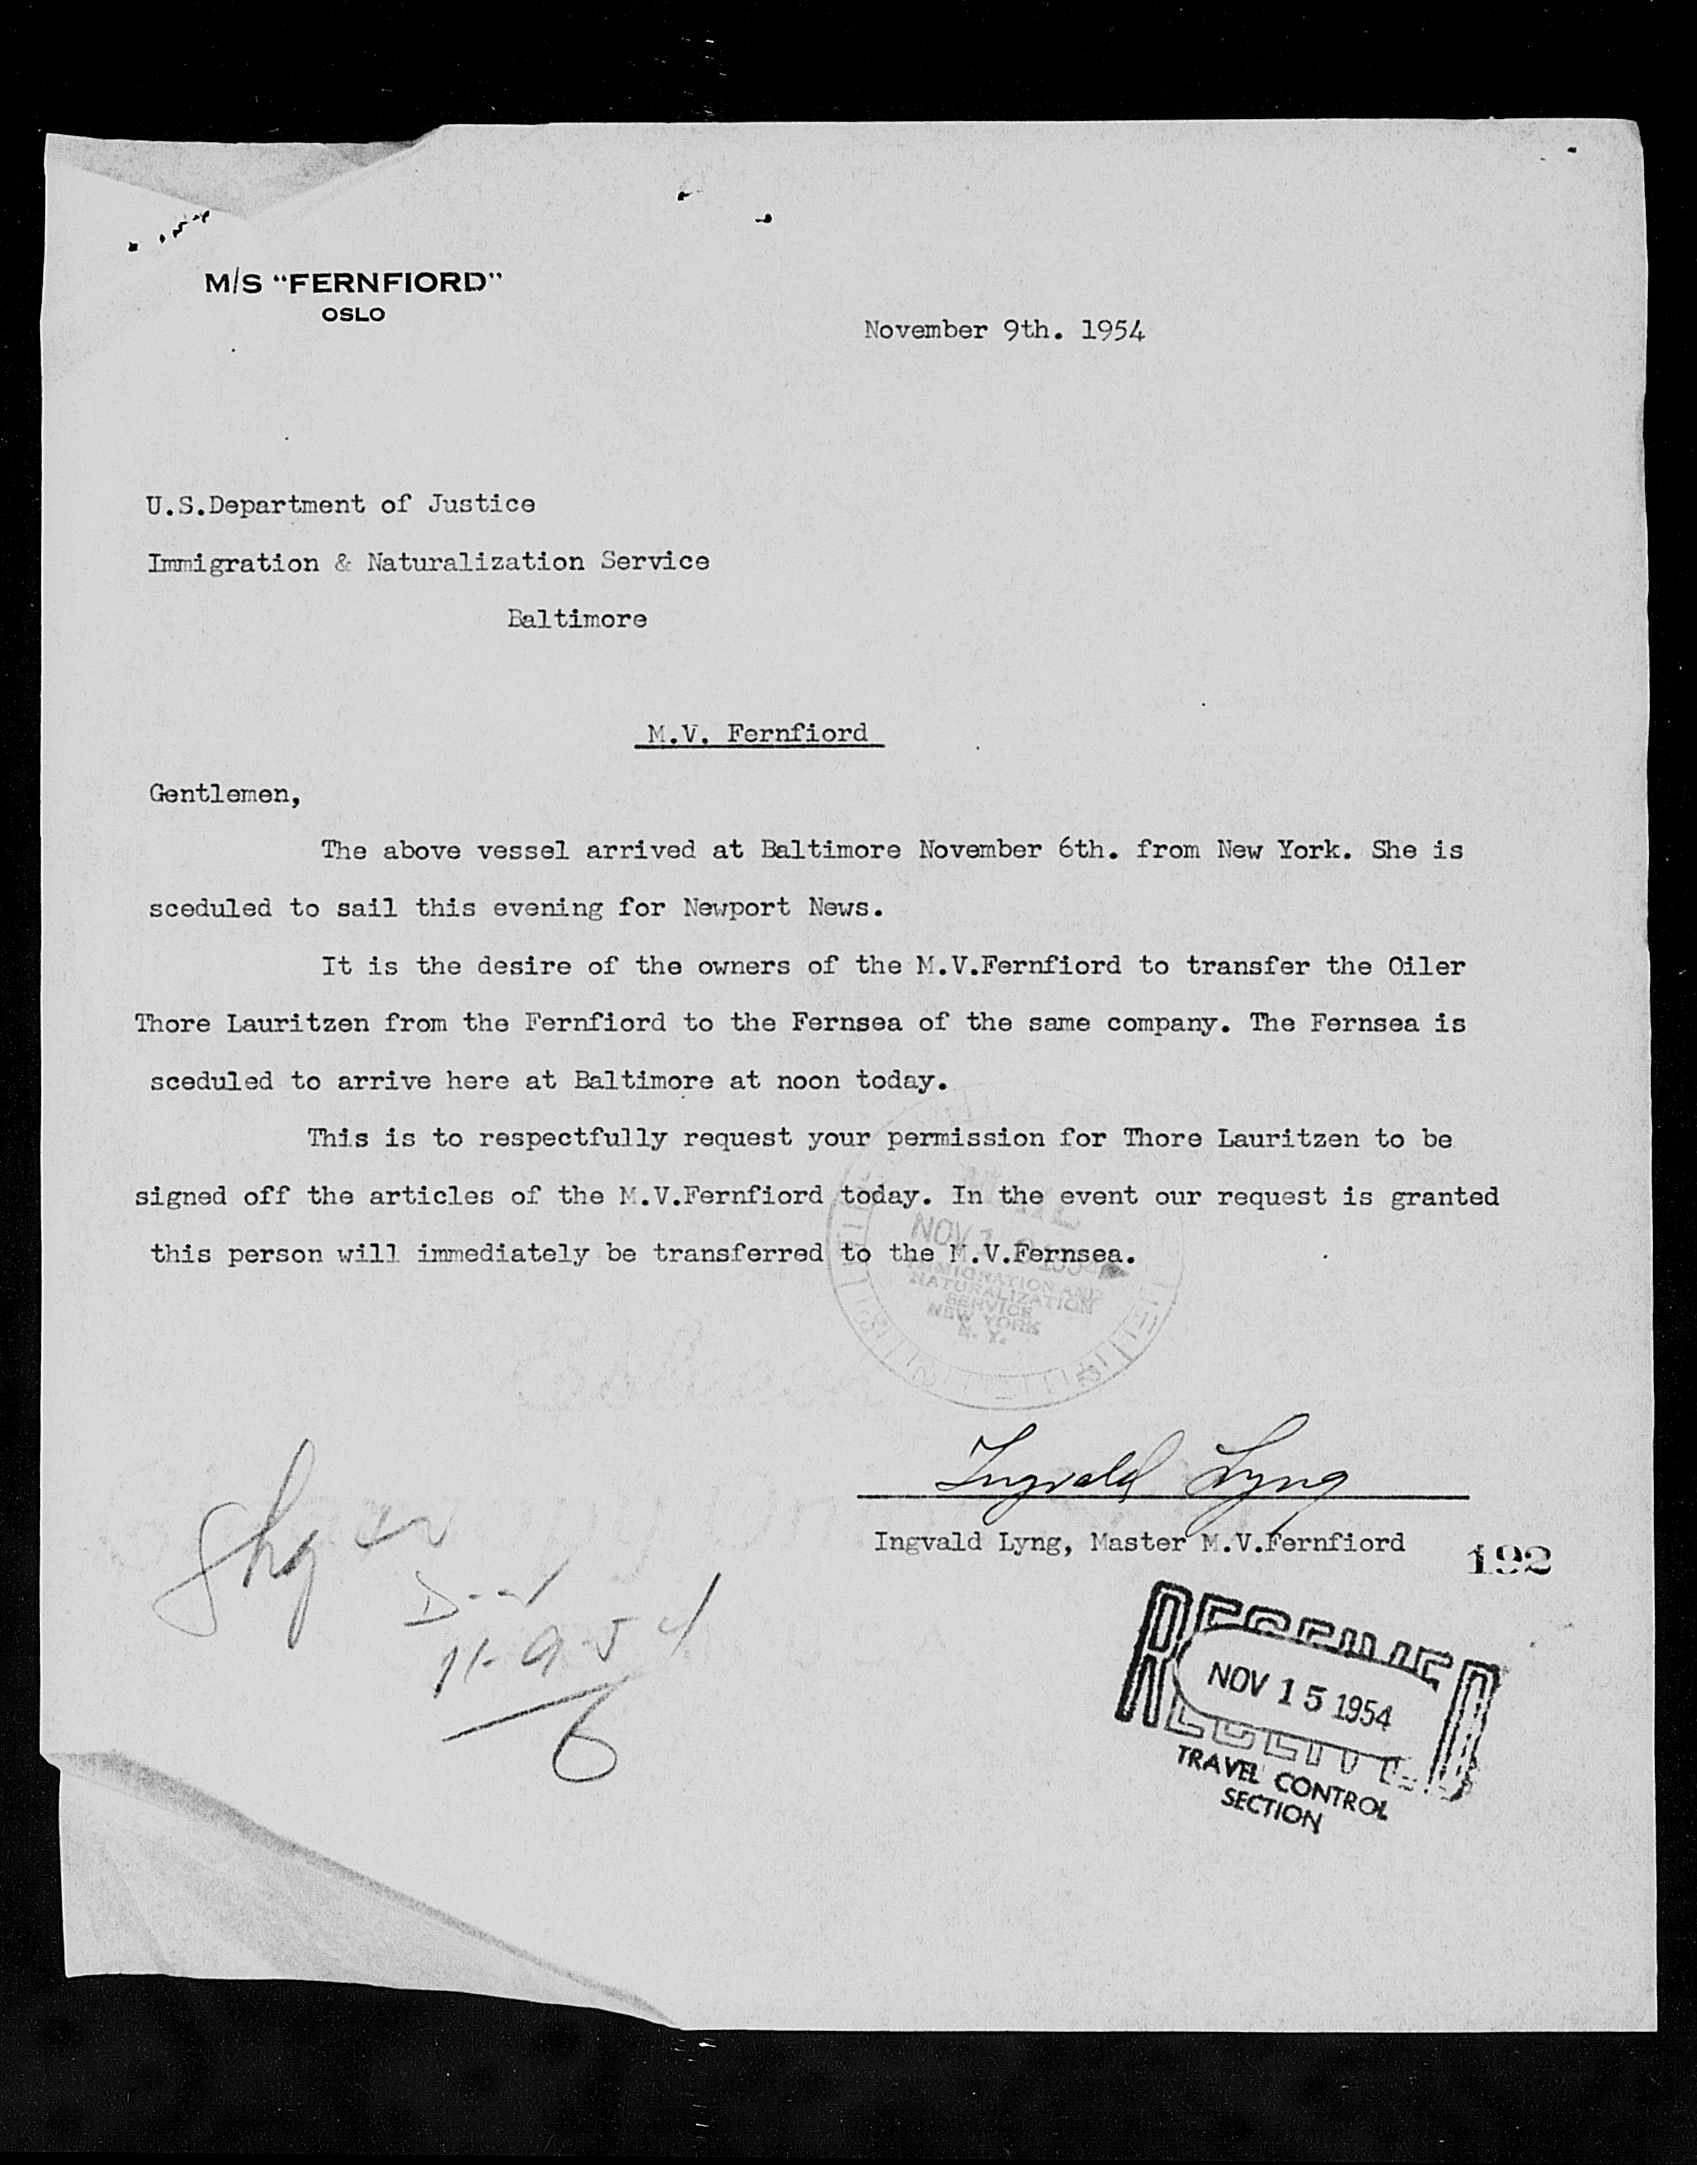 M/S "FERNFIORD"
OSLO
November 9th. 1954
U.S.Department of Justice
Immigration & Naturalization Service
Baltimore
M.V. Fernfiord
Gentlemen,
The above vessel arrived at Baltimore November 6th. from New York. She is
sceduled to sail this evening for Newport News.
It is the desire of the owners of the M.V.Fernfiord to transfer the Oiler
Thore Lauritzen from the Fernfiord to the Fernsea of the same company. The Fernsea is
sceduled to arrive here at Baltimore at noon today.
This is to respectfully request your permission for Thore Lauritzen to be
signed off the articles of the M.V.Fernfiord today. In the event our request is granted
this person will immediately be transferred to the M.V.Fernsea.
NOV
IMMIGRATION AND
NATURALIZATION
SERVICE
NEW YORK
N. Y.
Ingvald Lyng
Ingvald Lyng, Master M.V.Fernfiord
192
11-9-54
6
RECEIVED
NOV 15 1954
RECEIVED
TRAVEL CONTROL
SECTION